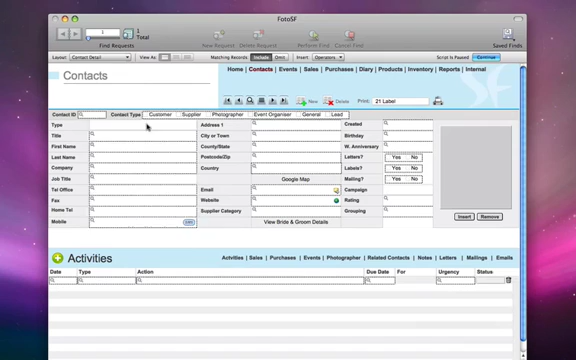 FotoSF
1
1
Total
Find Requests
New Request Delete Request
Perform Find Cancel Find
Saved Finds
Layout: Contact Detail View As: Matching Records: Include Omit Insert: Operators Script Is Paused Continue
Contacts
Home | Contacts | Events | Sales | Purchases | Diary | Products | Inventory | Reports | Internal
New Delete Print: 21 Label
Contact ID Contact Type Customer Supplier Photographer Event Organiser General Lead
Type
Title
First Name
Last Name
Company
Job Title
Tel Office
Fax
Home Tel
Mobile
Address 1
City or Town
County/State
Postcode/Zip
Country
Google Map
Email
Website
Supplier Category
View Bride & Groom Details
Created
Birthday
W. Anniversary
Letters? Yes No
Labels? Yes No
Mailing? Yes No
Campaign
Rating
Grouping
Insert Remove
Activities
Activities | Sales | Purchases | Events | Photographer | Related Contacts | Notes | Letters | Mailings | Emails
Date Type Action Due Date For Urgency Status